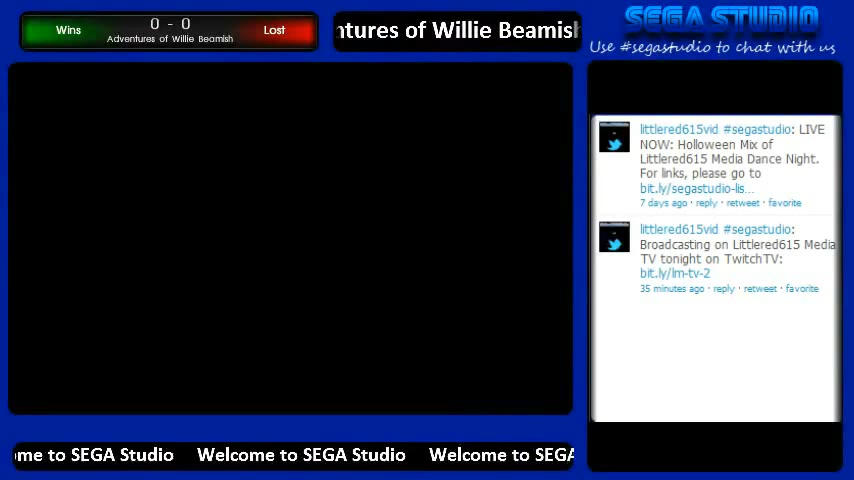 Wins
0 - 0
Lost
Adventures of Willie Beamish
ntures of Willie Beamish
SEGA STUDIO
Use #segastudio to chat with us
littlered615vid #segastudio: LIVE
NOW: Holloween Mix of
Littlered615 Media Dance Night.
For links, please go to
bit.ly/segastudio-lis...
7 days ago · reply · retweet · favorite
littlered615vid #segastudio:
Broadcasting on Littlered615 Media
TV tonight on TwitchTV:
bit.ly/lm-tv-2
35 minutes ago · reply · retweet · favorite
ome to SEGA Studio Welcome to SEGA Studio Welcome to SEGA